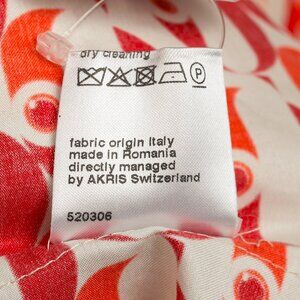 dry cleaning
P
fabric origin Italy
made in Romania
directly managed
by AKRIS Switzerland
520306